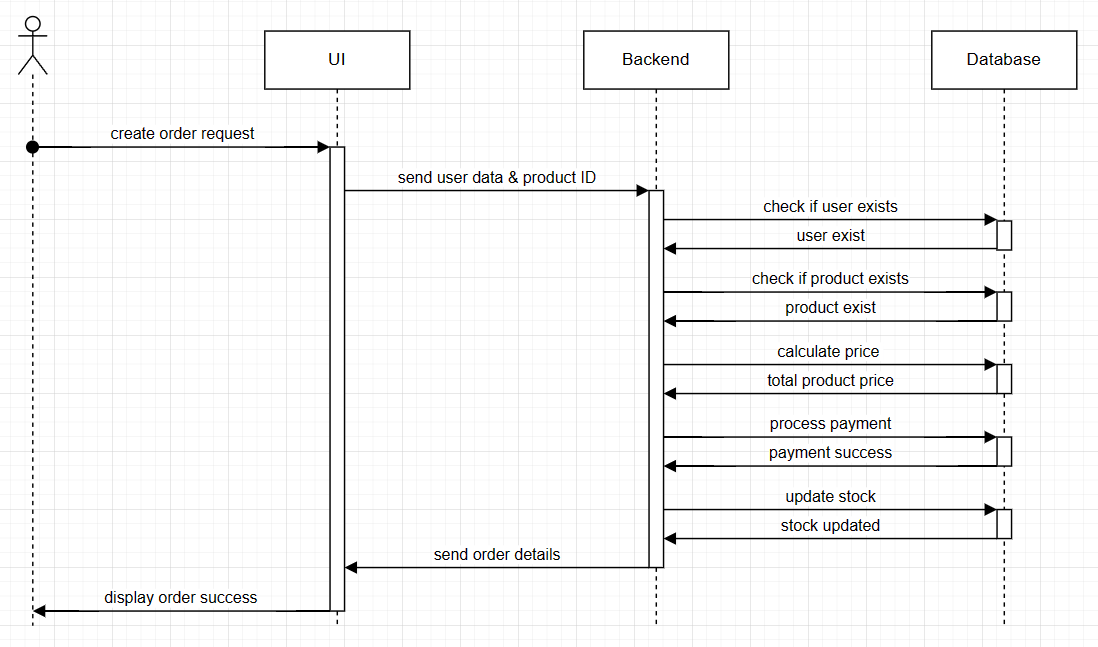 UI
Backend
Database
create order request
send user data & product ID
check if user exists
user exist
check if product exists
product exist
calculate price
total product price
process payment
payment success
update stock
stock updated
send order details
display order success